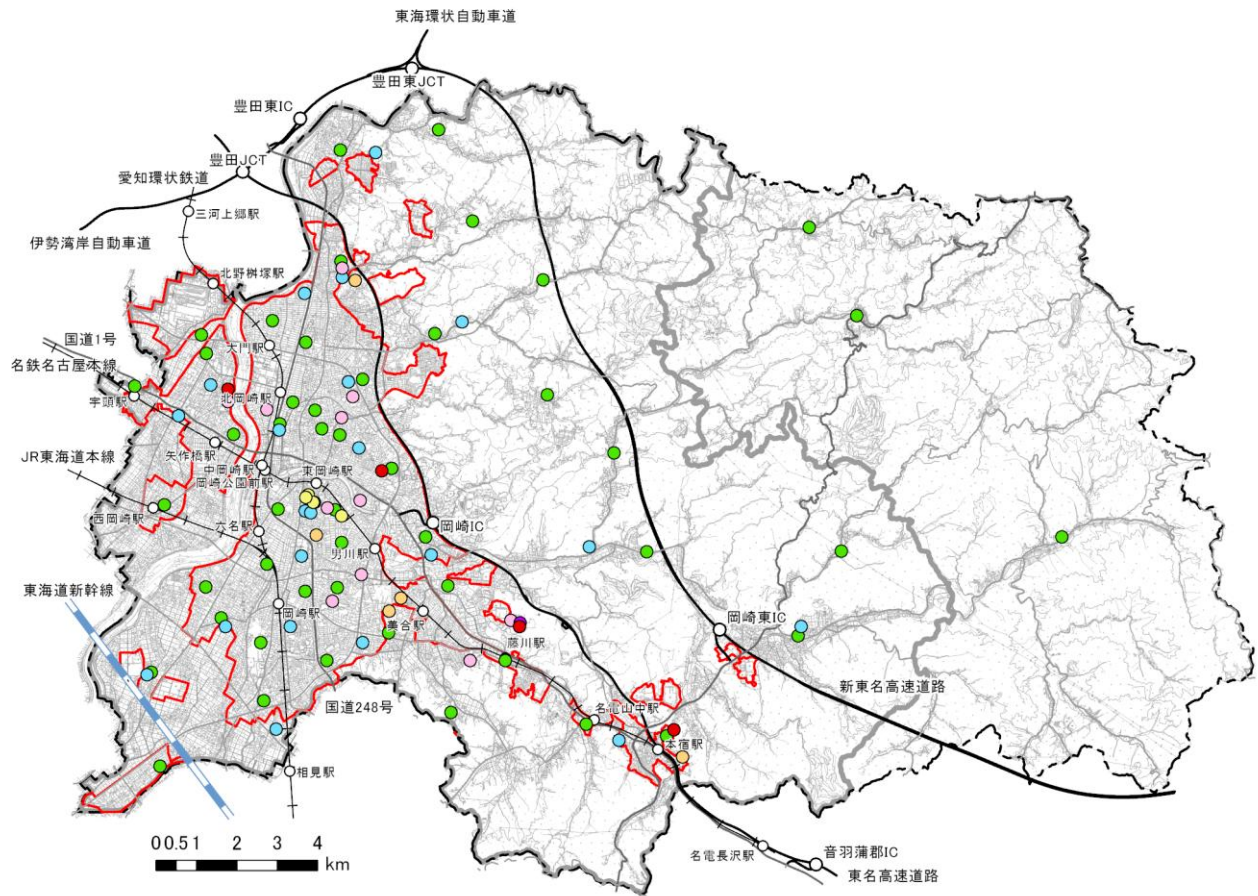 東海環状自動車道
豊田東JCT
豊田東IC
豊田JCT
愛知環状鉄道
三河上郷駅
伊勢湾岸自動車道
北野桝塚駅
国道1号
大門駅
名鉄名古屋本線
宇頭駅
北岡崎駅
矢作橋駅
JR東海道本線
中岡崎駅
東岡崎駅
岡崎公園前駅
西岡崎駅
六名駅
岡崎IC
男川駅
東海道新幹線
岡崎駅
美合駅
岡崎東IC
藤川駅
新東名高速道路
国道248号
名電山中駅
本宿駅
相見駅
0 0.5 1 2 3 4
km
名電長沢駅
音羽蒲郡IC
東名高速道路